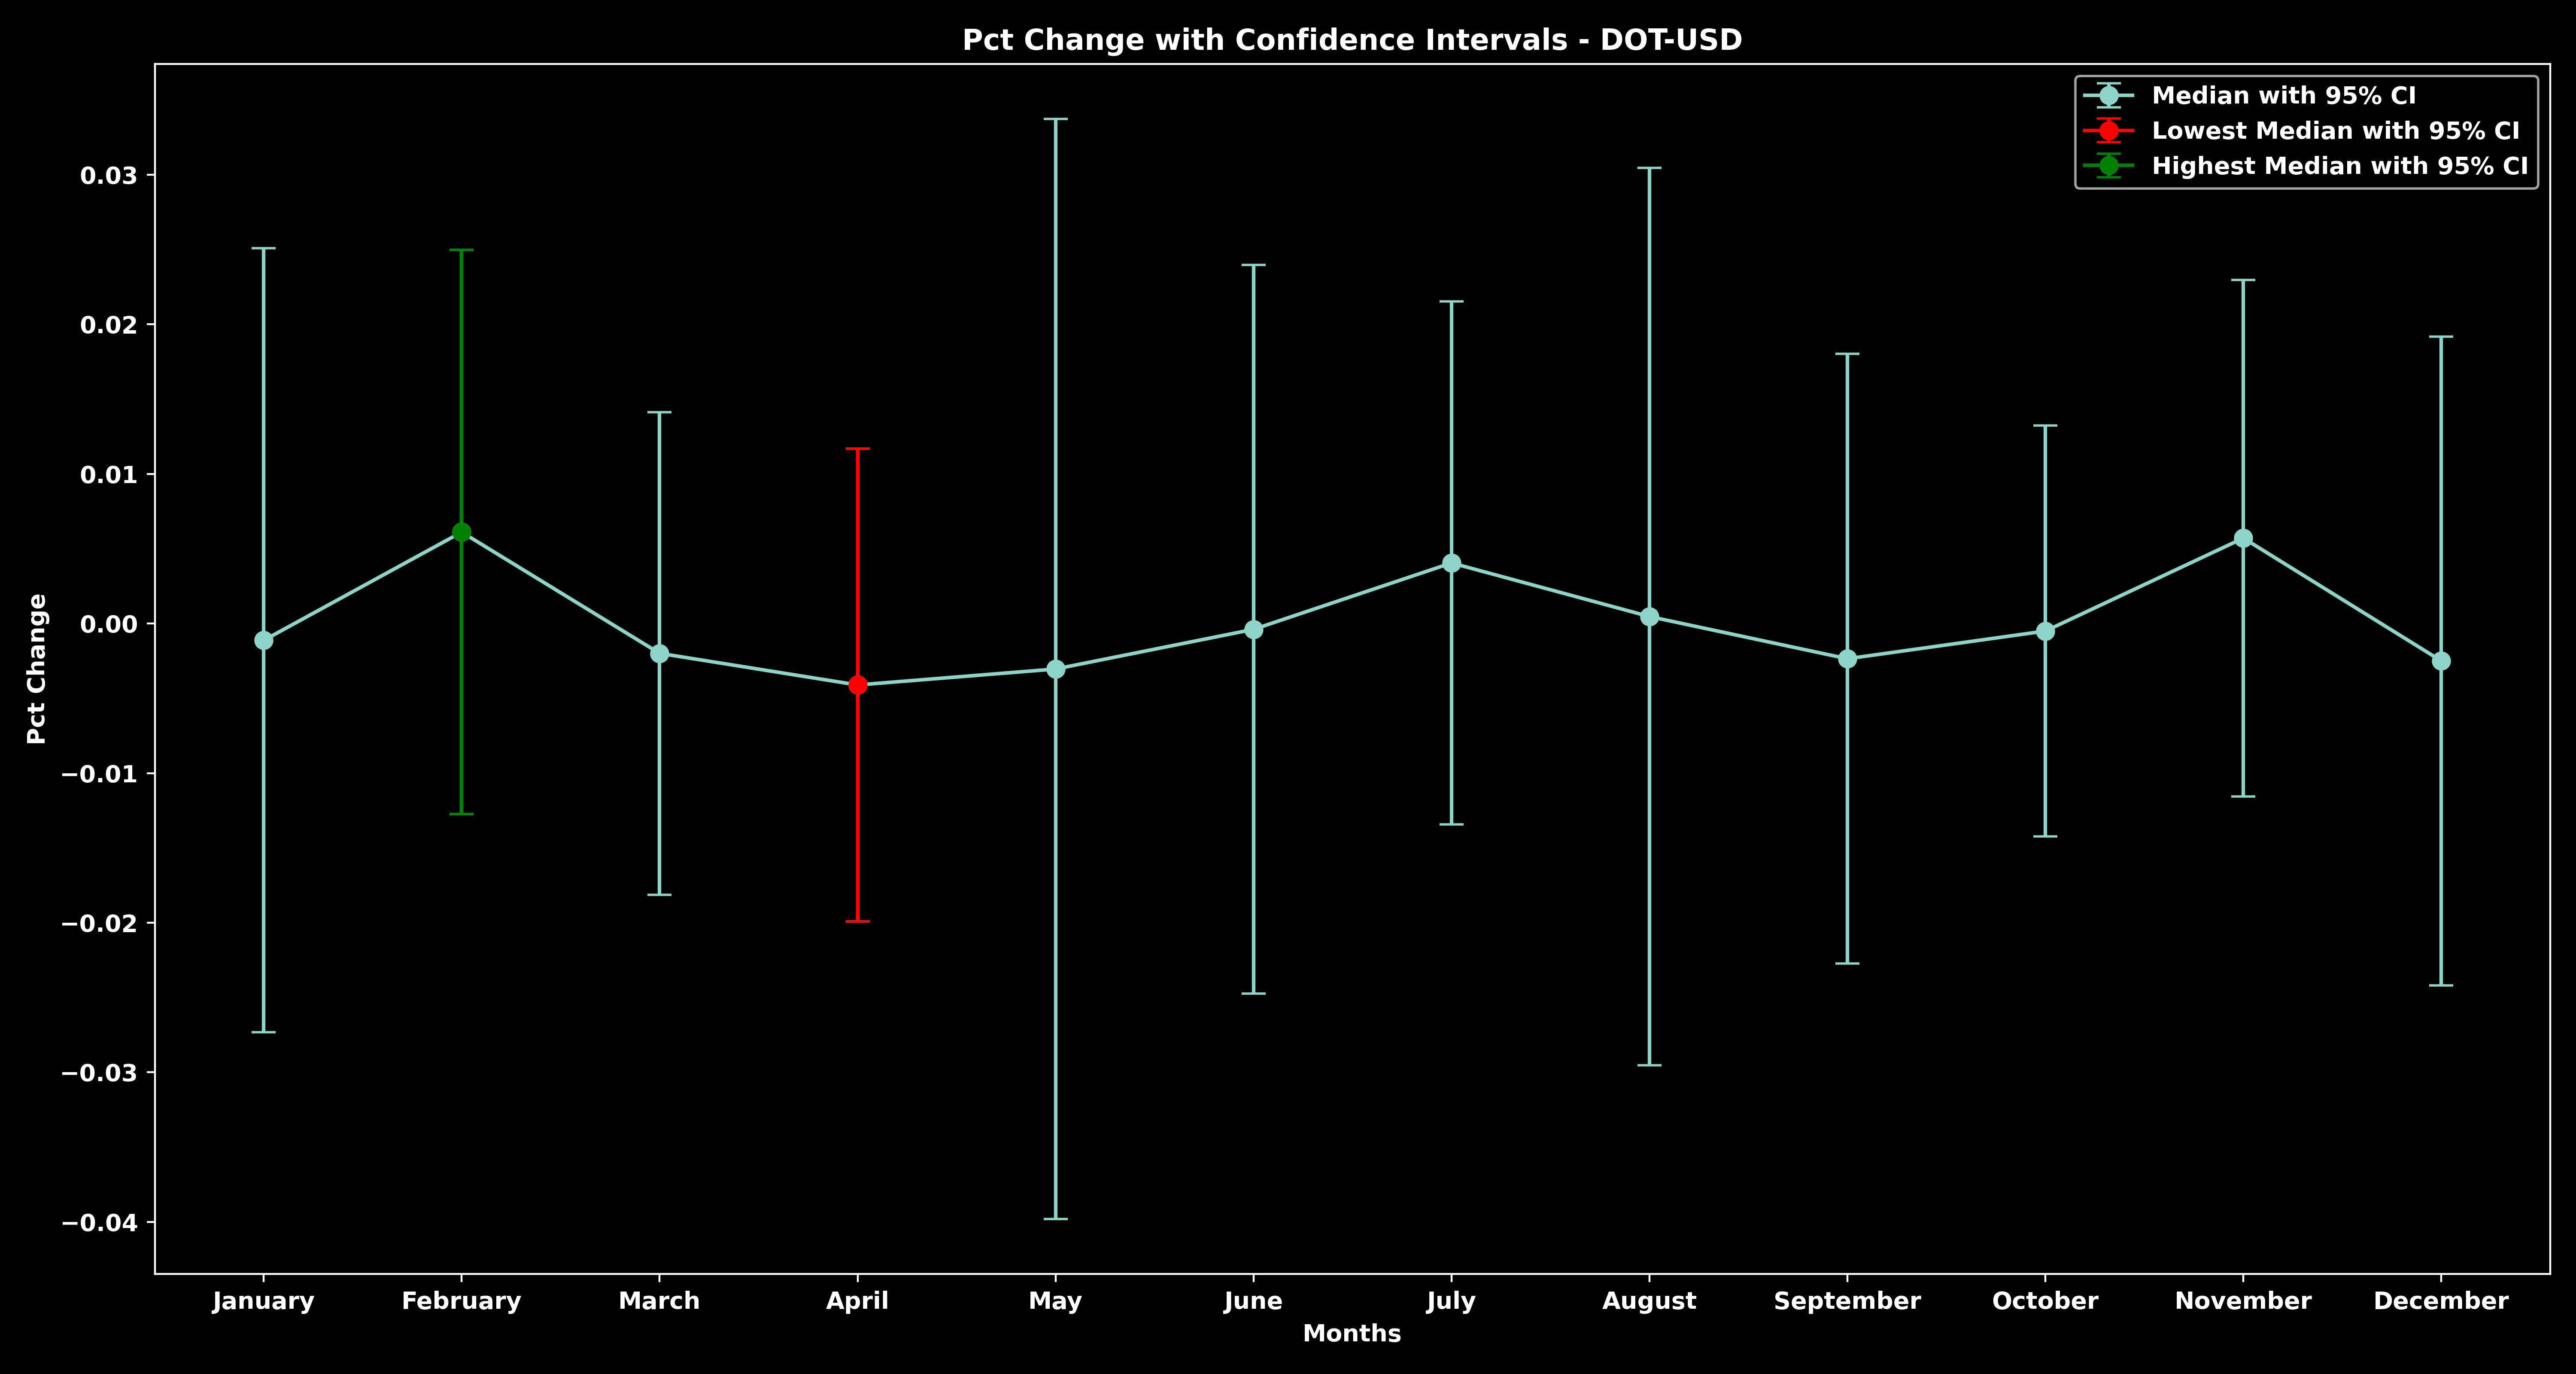 Pct Change with Confidence Intervals - DOT-USD
Median with 95% CI
Lowest Median with 95% CI
Highest Median with 95% CI
0.03
0.02
0.01
0.00
−0.01
−0.02
−0.03
−0.04
Pct Change
January February March April May June July August September October November December
Months